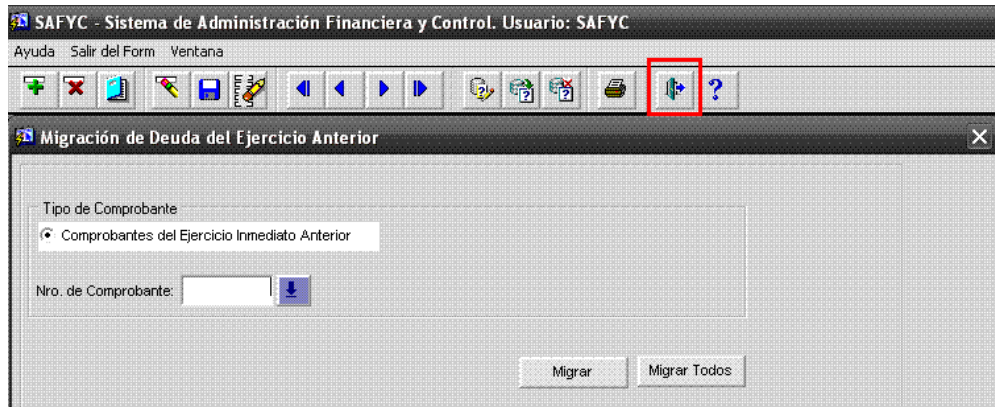 SAFYC - Sistema de Administración Financiera y Control. Usuario: SAFYC
Ayuda Salir del Form Ventana
Migración de Deuda del Ejercicio Anterior
Tipo de Comprobante
Comprobantes del Ejercicio Inmediato Anterior
Nro. de Comprobante:
Migrar Migrar Todos